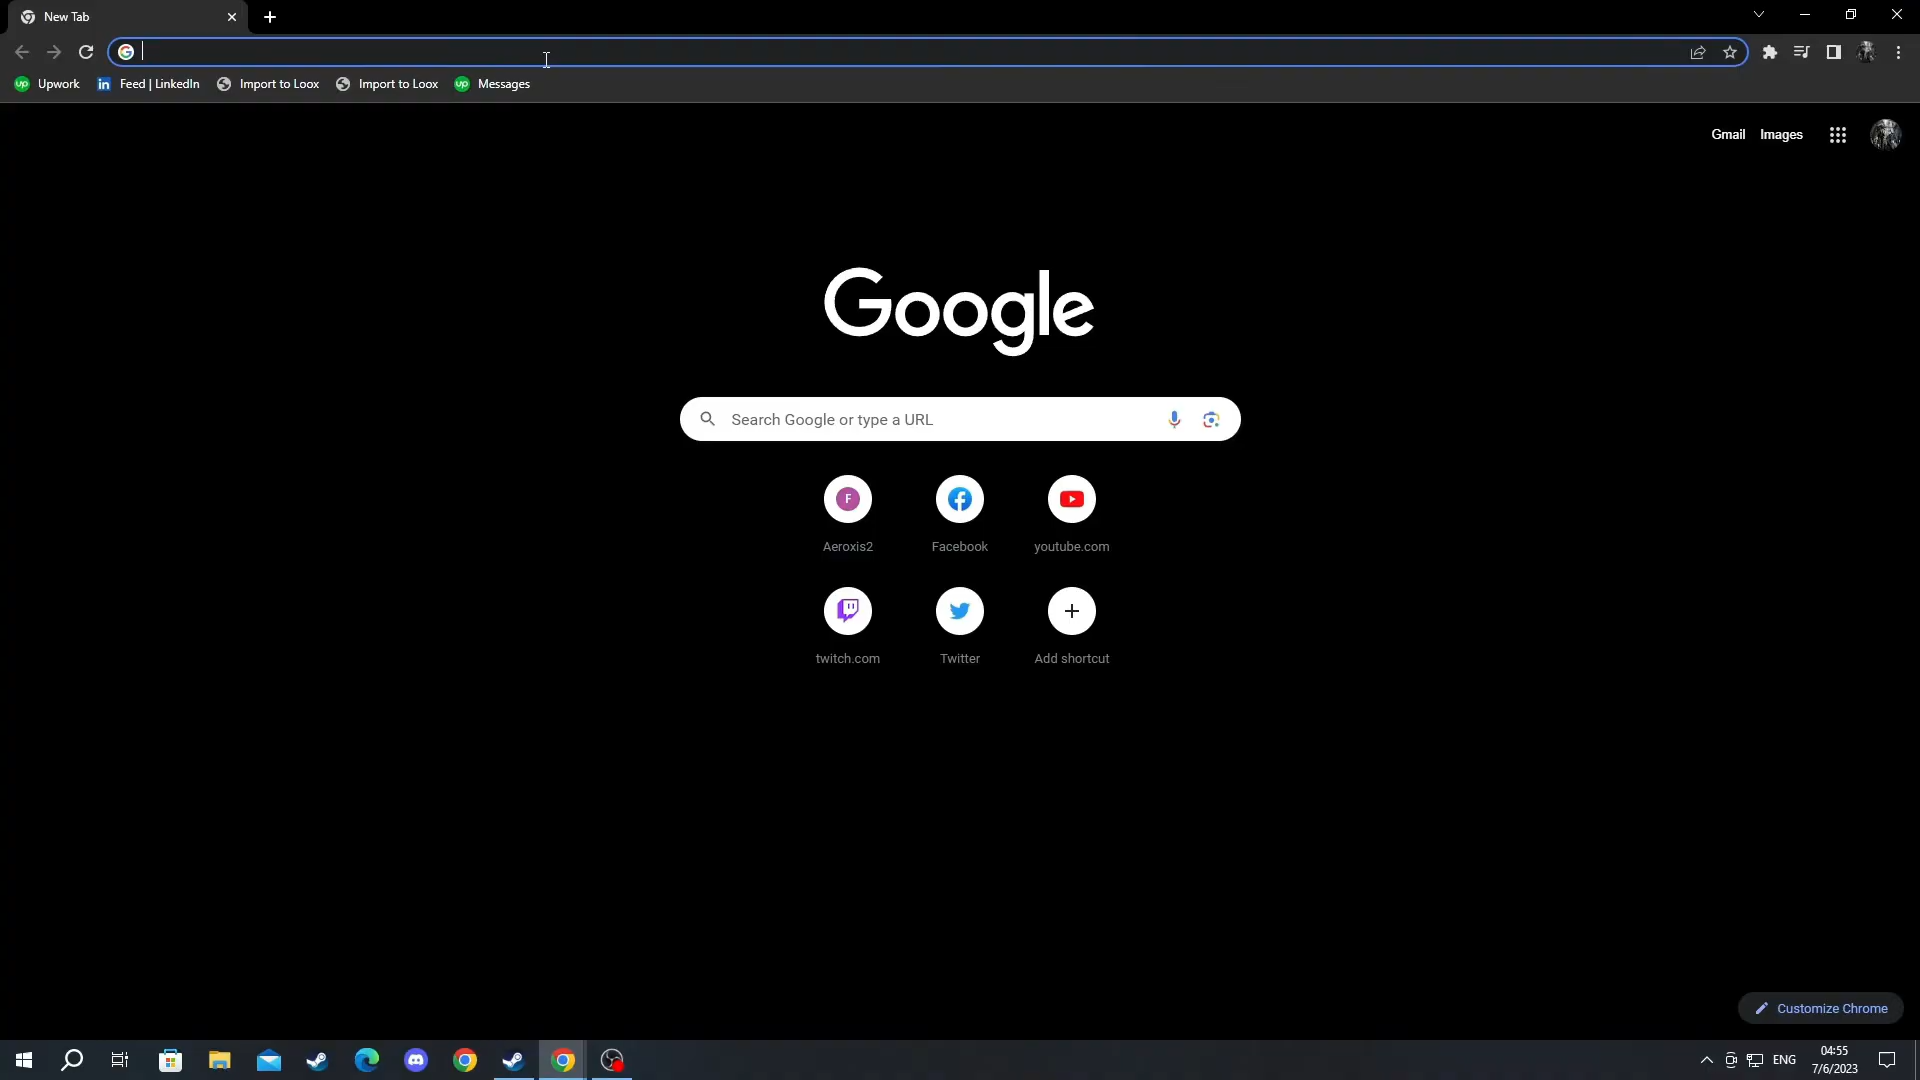 New Tab
Upwork
Feed | LinkedIn
Import to Loox
Import to Loox
Messages
Gmail
Images
Google
Search Google or type a URL
F
Aeroxis2
Facebook
youtube.com
twitch.com
Twitter
Add shortcut
Customize Chrome
ENG
04:55
7/6/2023